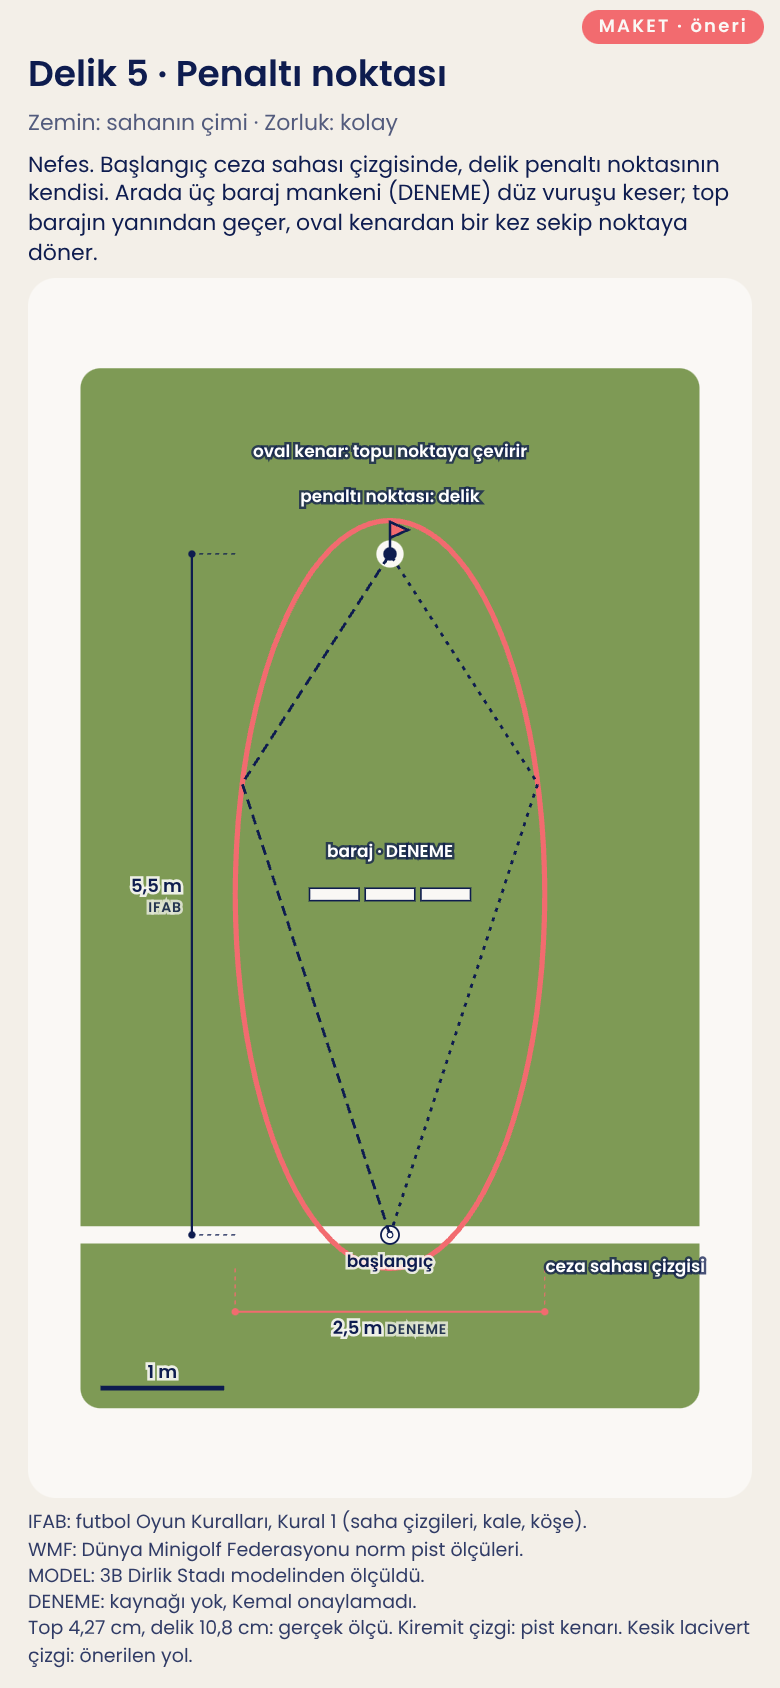 MAKET · öneri
Delik 5 · Penaltı noktası
Zemin: sahanın çimi · Zorluk: kolay
Nefes. Başlangıç ceza sahası çizgisinde, delik penaltı noktasının
kendisi. Arada üç baraj mankeni (DENEME) düz vuruşu keser; top
barajın yanından geçer, oval kenardan bir kez sekip noktaya
döner.
oval kenar: topu noktaya çevirir
penaltı noktası: delik
baraj · DENEME
5,5 m
IFAB
başlangıç
ceza sahası çizgisi
2,5 m DENEME
1 m
IFAB: futbol Oyun Kuralları, Kural 1 (saha çizgileri, kale, köşe).
WMF: Dünya Minigolf Federasyonu norm pist ölçüleri.
MODEL: 3B Dirlik Stadı modelinden ölçüldü.
DENEME: kaynağı yok, Kemal onaylamadı.
Top 4,27 cm, delik 10,8 cm: gerçek ölçü. Kiremit çizgi: pist kenarı. Kesik lacivert
çizgi: önerilen yol.